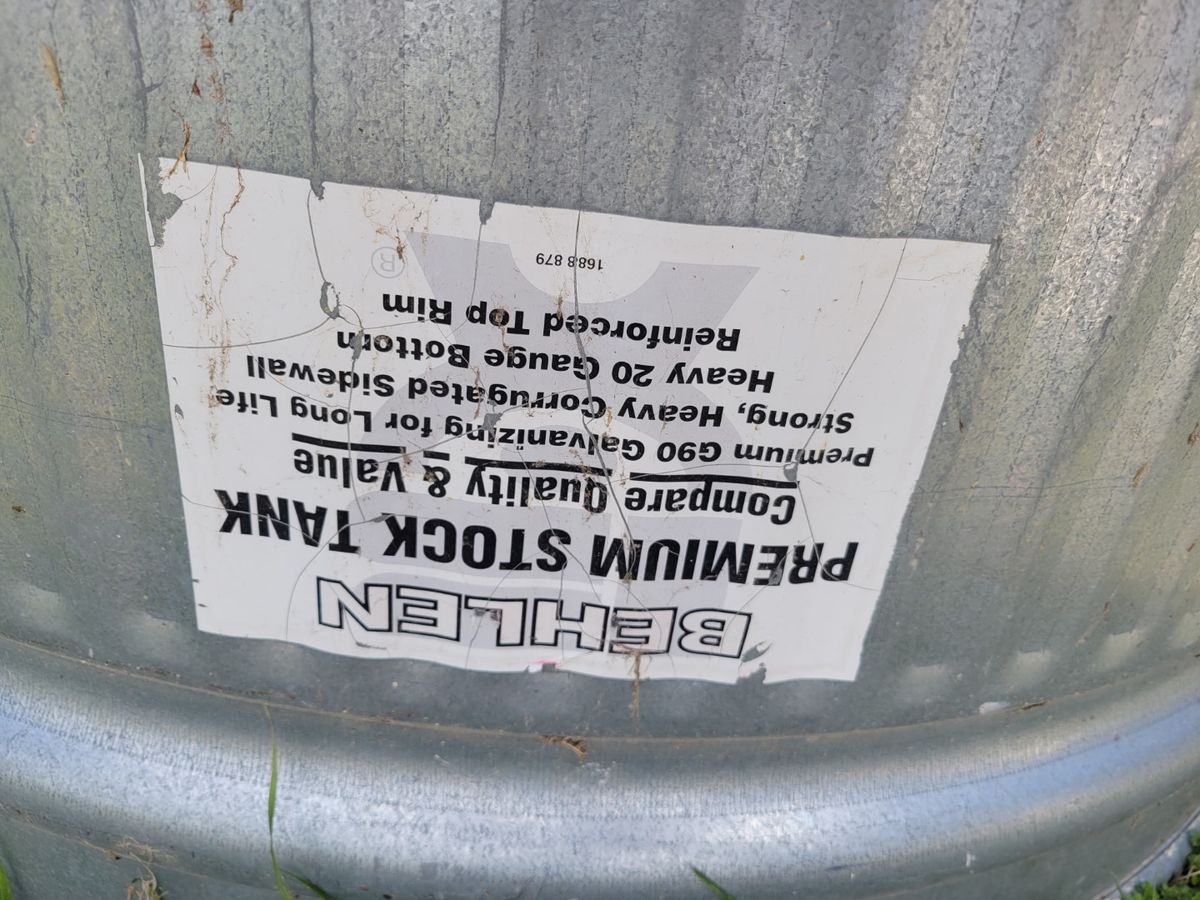 BEHLEN
PREMIUM STOCK TANK
Compare Quality & Value
Premium G90 Galvanizing for Long Life
Strong, Heavy Corrugated Sidewall
Heavy 20 Gauge Bottom
Reinforced Top Rim
1688 879
®